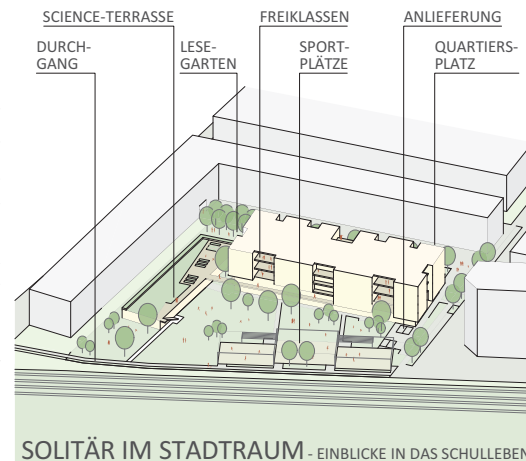 SCIENCE-TERRASSE
FREIKLASSEN
ANLIEFERUNG
DURCH-
GANG
LESE-
GARTEN
SPORT-
PLÄTZE
QUARTIERS-
PLATZ
SOLITÄR IM STADTRAUM - EINBLICKE IN DAS SCHULLEBEN